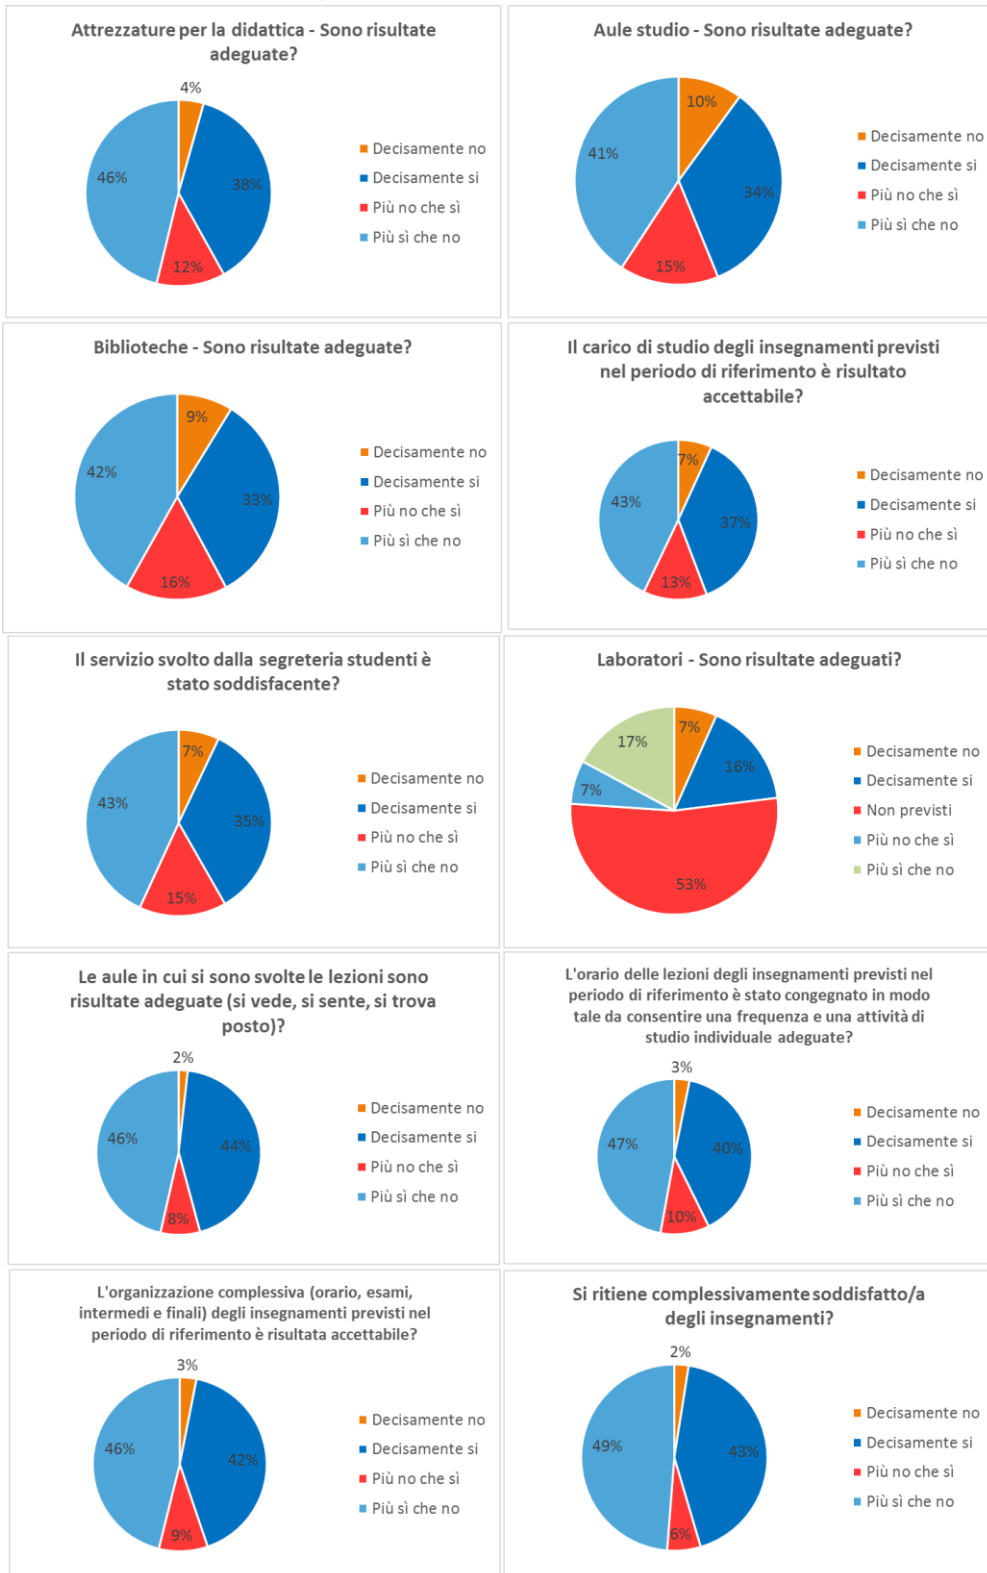 Attrezzature per la didattica - Sono risultate
adeguate?
4%
46%
38%
12%
Decisamente no
Decisamente si
Più no che sì
Più sì che no
Aule studio - Sono risultate adeguate?
10%
41%
34%
15%
Decisamente no
Decisamente si
Più no che sì
Più sì che no
Biblioteche - Sono risultate adeguate?
9%
42%
33%
16%
Decisamente no
Decisamente si
Più no che sì
Più sì che no
Il carico di studio degli insegnamenti previsti
nel periodo di riferimento è risultato
accettabile?
7%
43%
37%
13%
Decisamente no
Decisamente si
Più no che sì
Più sì che no
Il servizio svolto dalla segreteria studenti è
stato soddisfacente?
7%
43%
35%
15%
Decisamente no
Decisamente si
Più no che sì
Più sì che no
Laboratori - Sono risultate adeguati?
7%
17%
16%
7%
53%
Decisamente no
Decisamente si
Non previsti
Più no che sì
Più sì che no
Le aule in cui si sono svolte le lezioni sono
risultate adeguate (si vede, si sente, si trova
posto)?
2%
46%
44%
8%
Decisamente no
Decisamente si
Più no che sì
Più sì che no
L'orario delle lezioni degli insegnamenti previsti nel
periodo di riferimento è stato congegnato in modo
tale da consentire una frequenza e una attività di
studio individuale adeguate?
3%
47%
40%
10%
Decisamente no
Decisamente si
Più no che sì
Più sì che no
L'organizzazione complessiva (orario, esami,
intermedi e finali) degli insegnamenti previsti nel
periodo di riferimento è risultata accettabile?
3%
46%
42%
9%
Decisamente no
Decisamente si
Più no che sì
Più sì che no
Si ritiene complessivamente soddisfatto/a
degli insegnamenti?
2%
49%
43%
6%
Decisamente no
Decisamente si
Più no che sì
Più sì che no